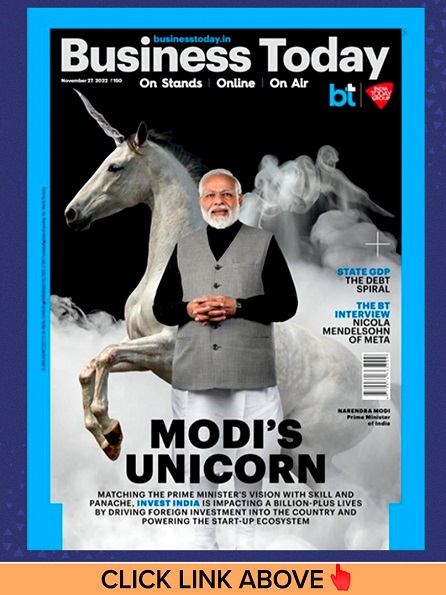 businesstoday.in
Business Today
November 27 2022 ₹150
On Stands | Online | On Air
bt
INDIA
TODAY
GROUP
STATE GDP
THE DEBT
SPIRAL
THE BT
INTERVIEW
NICOLA
MENDELSOHN
OF META
NARENDRA MODI
Prime Minister
of India
MODI'S
UNICORN
MATCHING THE PRIME MINISTER'S VISION WITH SKILL AND
PANACHE, INVEST INDIA IS IMPACTING A BILLION-PLUS LIVES
BY DRIVING FOREIGN INVESTMENT INTO THE COUNTRY AND
POWERING THE START-UP ECOSYSTEM
CLICK LINK ABOVE